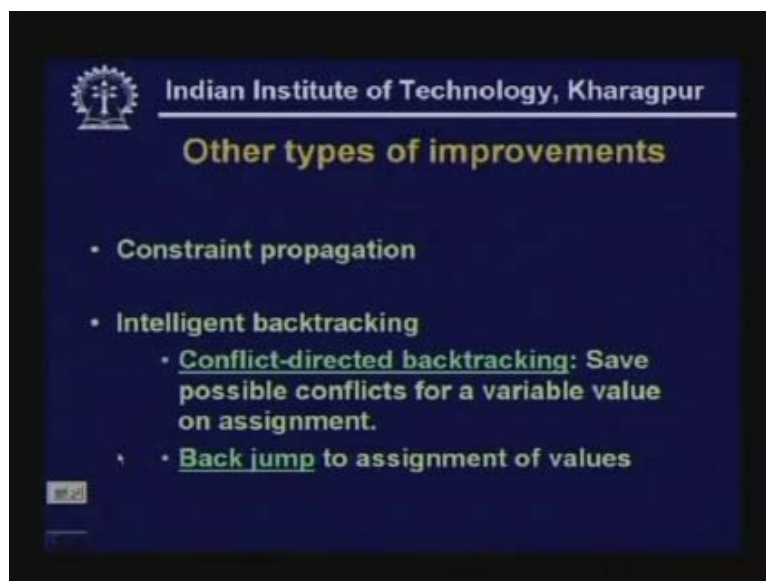 Indian Institute of Technology, Kharagpur
Other types of improvements
• Constraint propagation
• Intelligent backtracking
• Conflict-directed backtracking: Save
possible conflicts for a variable value
on assignment.
• Back jump to assignment of values